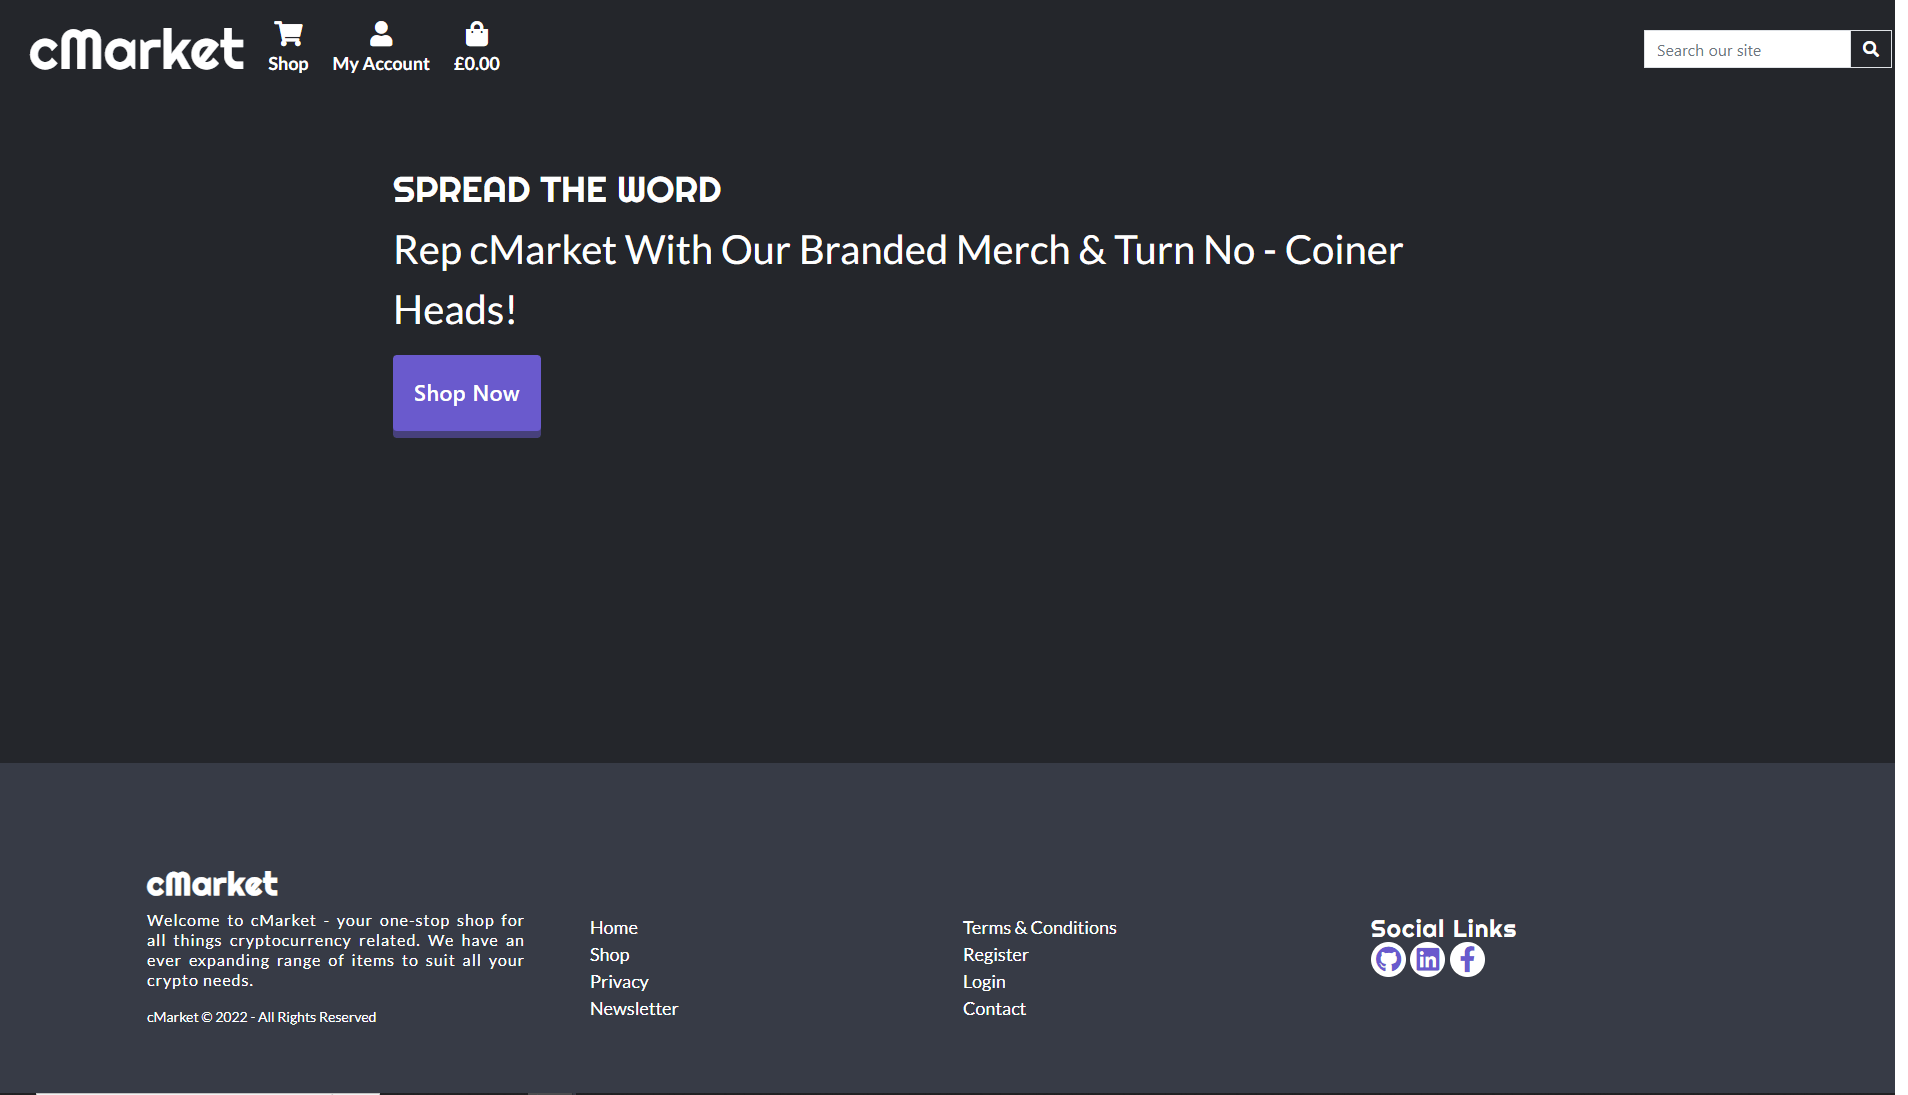 cMarket
Shop
My Account
£0.00
Search our site
SPREAD THE WORD
Rep cMarket With Our Branded Merch & Turn No - Coiner
Heads!
Shop Now
cMarket
Welcome to cMarket - your one-stop shop for
all things cryptocurrency related. We have an
ever expanding range of items to suit all your
crypto needs.
cMarket © 2022 - All Rights Reserved
Home
Shop
Privacy
Newsletter
Terms & Conditions
Register
Login
Contact
Social Links